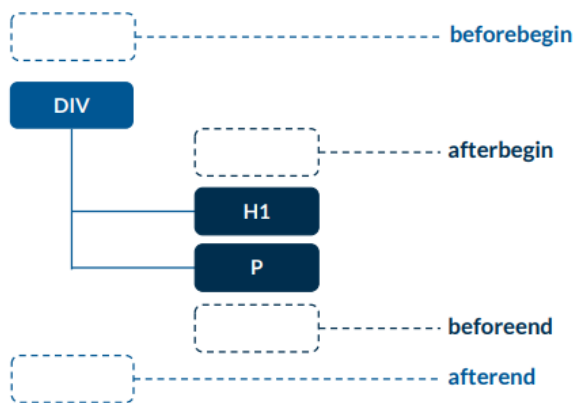 beforebegin
DIV
afterbegin
H1
P
beforeend
afterend